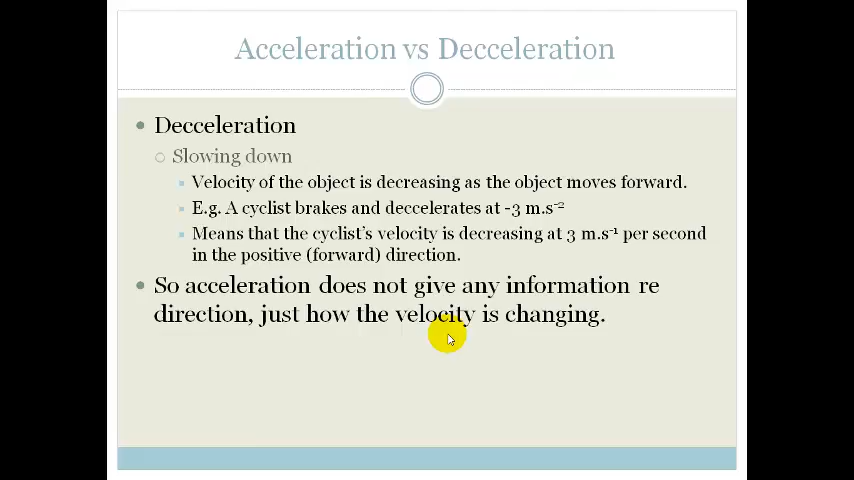 Acceleration vs Decceleration
Decceleration
Slowing down
Velocity of the object is decreasing as the object moves forward.
E.g. A cyclist brakes and deccelerates at -3 m.s⁻²
Means that the cyclist's velocity is decreasing at 3 m.s⁻¹ per second
in the positive (forward) direction.
So acceleration does not give any information re
direction, just how the velocity is changing.